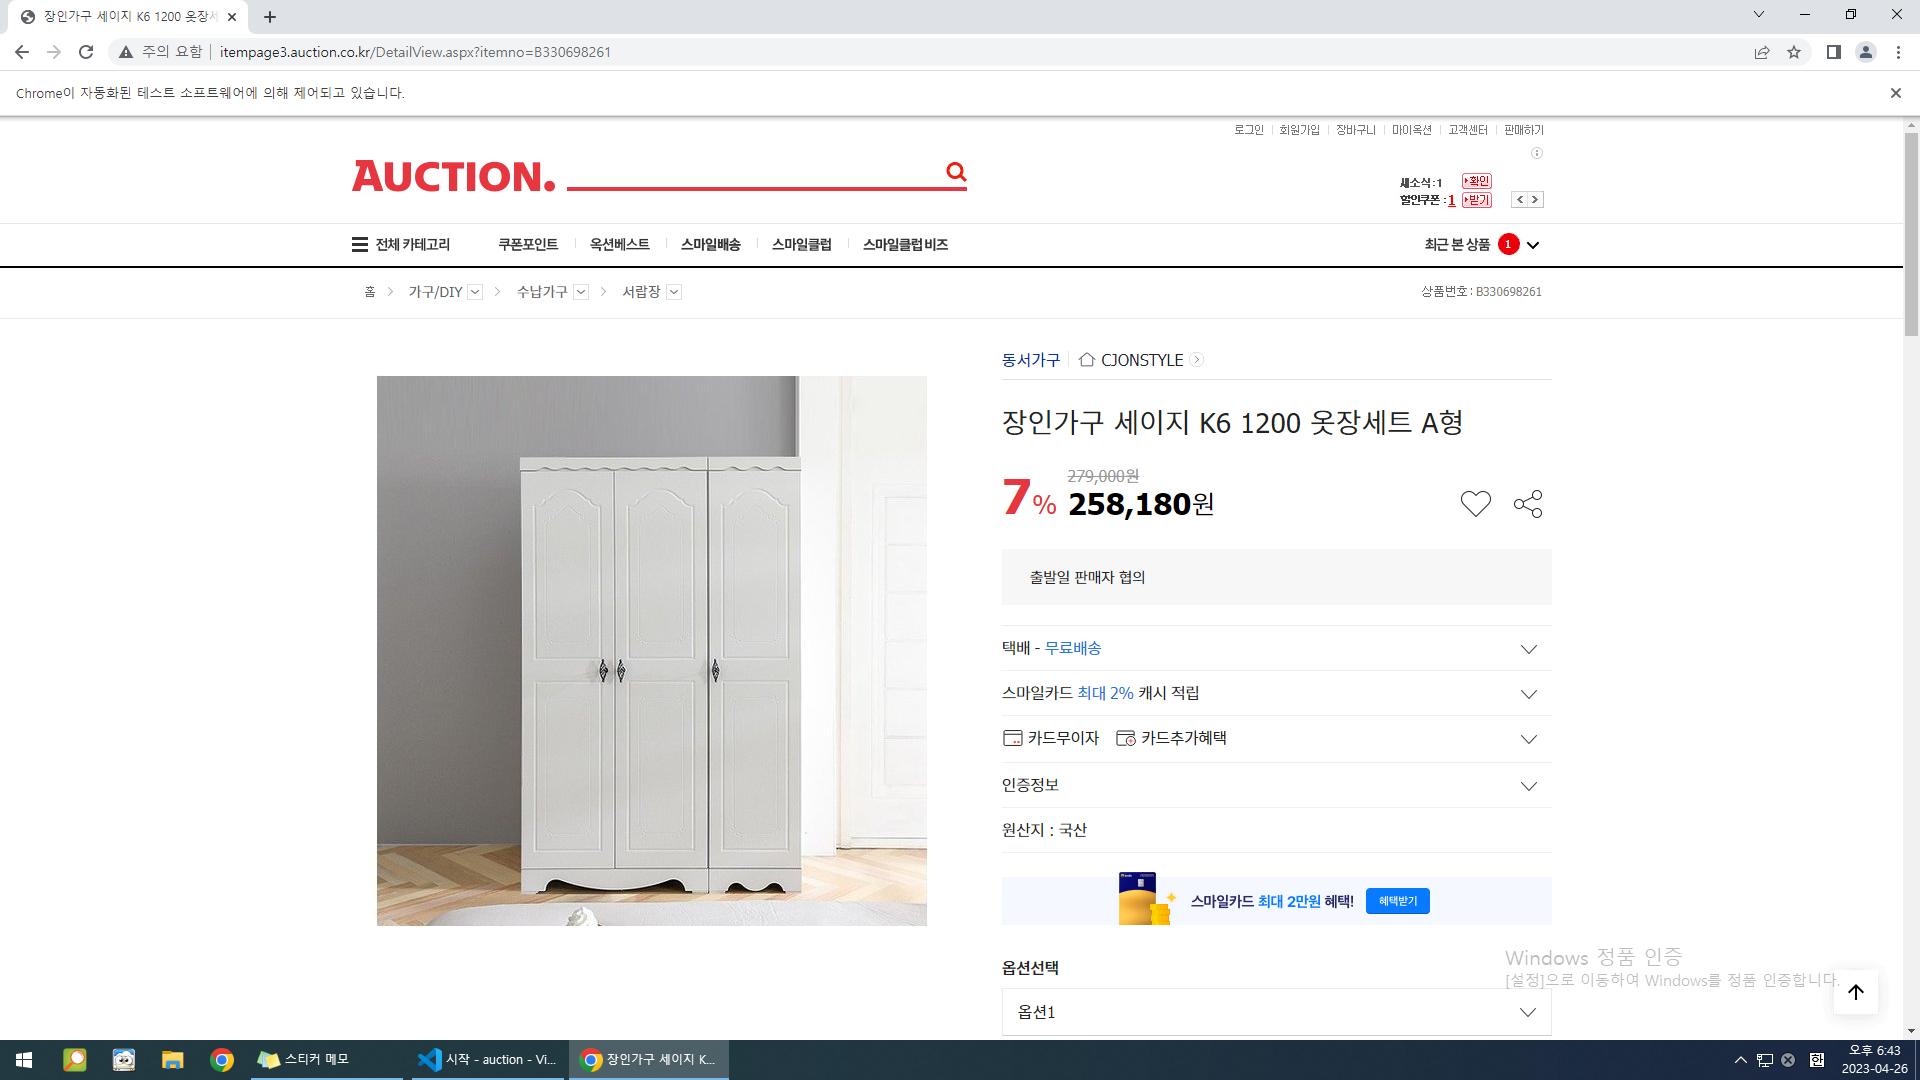 장인가구 세이지 K6 1200 옷장세
주의 요함
itempage3.auction.co.kr/DetailView.aspx?itemno=B330698261
Chrome이 자동화된 테스트 소프트웨어에 의해 제어되고 있습니다.
로그인 회원가입 장바구니 마이옥션 고객센터 판매하기
AUCTION.
새소식 : 1 확인
할인쿠폰 : 1 받기
전체 카테고리 쿠폰포인트 옥션베스트 스마일배송 스마일클럽 스마일클럽 비즈 최근 본 상품 1
홈 가구/DIY 수납가구 서랍장 상품번호 : B330698261
동서가구 CJONSTYLE
장인가구 세이지 K6 1200 옷장세트 A형
279,000원
7% 258,180원
출발일 판매자 협의
택배 - 무료배송
스마일카드 최대 2% 캐시 적립
카드무이자 카드추가혜택
인증정보
원산지 : 국산
스마일카드 최대 2만원 혜택! 혜택받기
옵션선택
옵션1
Windows 정품 인증
[설정]으로 이동하여 Windows를 정품 인증합니다.
스티커 메모
시작 - auction - Vi...
장인가구 세이지 K...
한
오후 6:43
2023-04-26